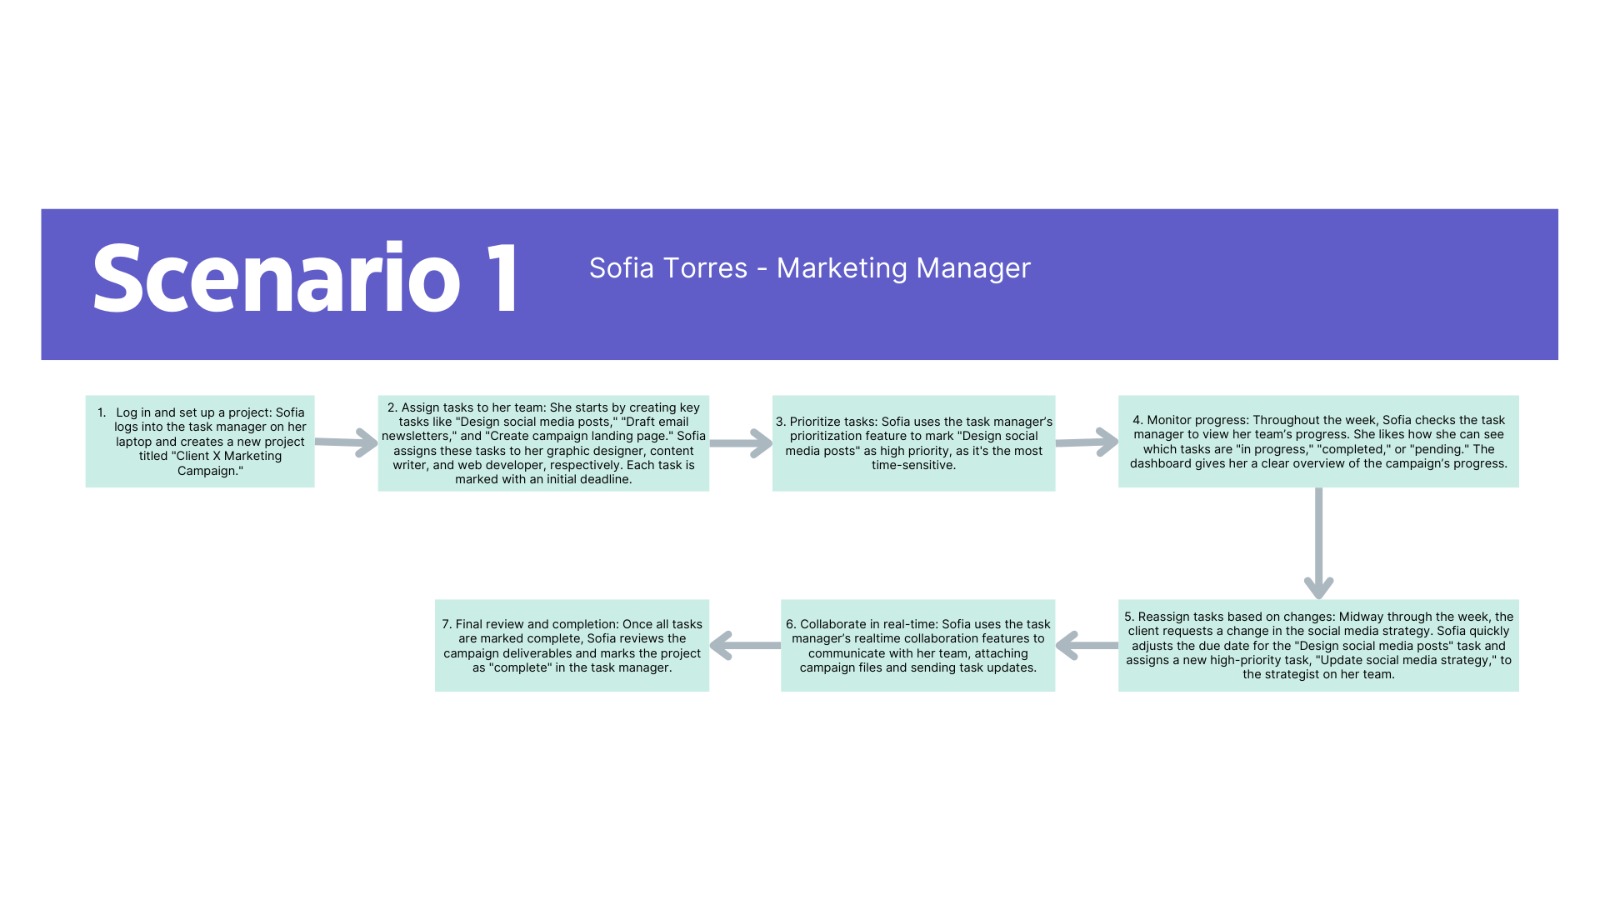 Scenario 1
Sofia Torres - Marketing Manager
1. Log in and set up a project: Sofia
logs into the task manager on her
laptop and creates a new project
titled "Client X Marketing
Campaign."
2. Assign tasks to her team: She starts by creating key
tasks like "Design social media posts," "Draft email
newsletters," and "Create campaign landing page." Sofia
assigns these tasks to her graphic designer, content
writer, and web developer, respectively. Each task is
marked with an initial deadline.
3. Prioritize tasks: Sofia uses the task manager's
prioritization feature to mark "Design social
media posts" as high priority, as it's the most
time-sensitive.
4. Monitor progress: Throughout the week, Sofia checks the task
manager to view her team's progress. She likes how she can see
which tasks are "in progress," "completed," or "pending." The
dashboard gives her a clear overview of the campaign's progress.
5. Reassign tasks based on changes: Midway through the week, the
client requests a change in the social media strategy. Sofia quickly
adjusts the due date for the "Design social media posts" task and
assigns a new high-priority task, "Update social media strategy," to
the strategist on her team.
6. Collaborate in real-time: Sofia uses the task
manager's realtime collaboration features to
communicate with her team, attaching
campaign files and sending task updates.
7. Final review and completion: Once all tasks
are marked complete, Sofia reviews the
campaign deliverables and marks the project
as "complete" in the task manager.